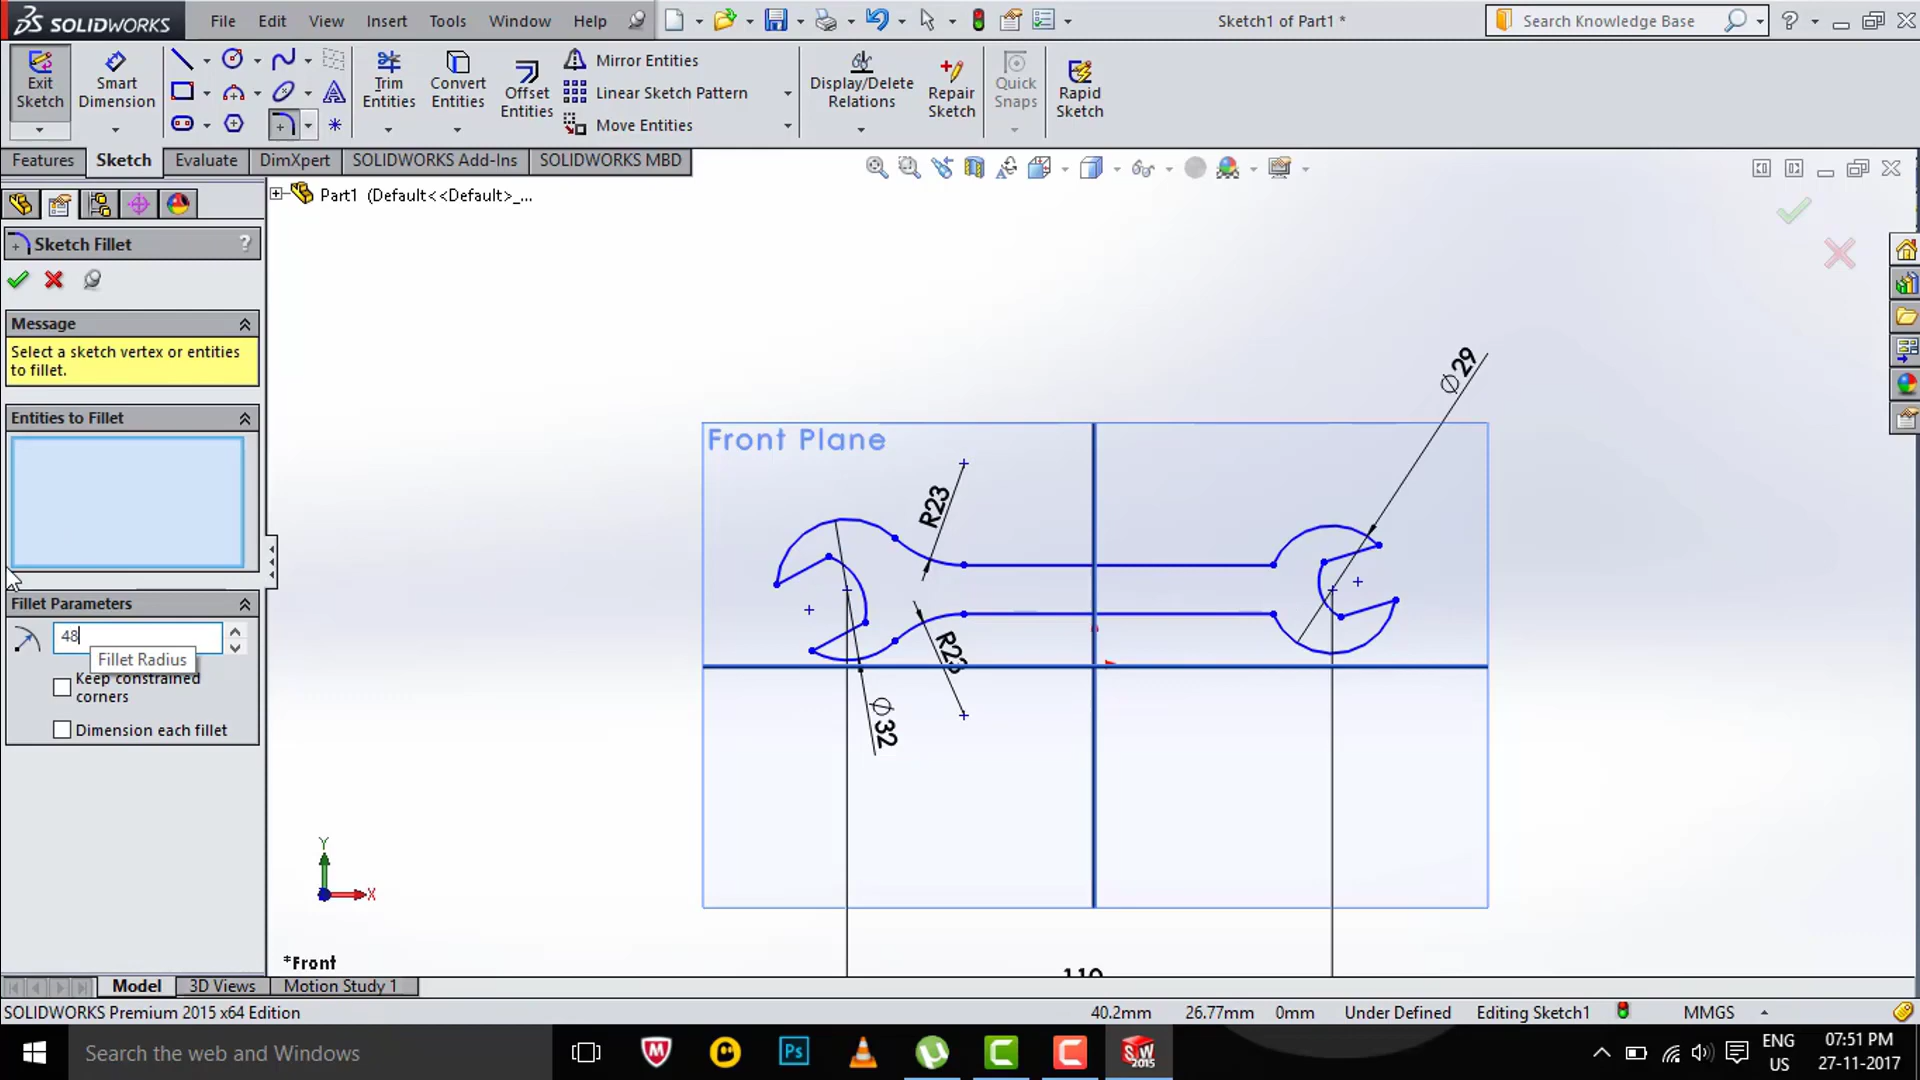 SOLIDWORKS File Edit View Insert Tools Window Help Sketch1 of Part1 * Search Knowledge Base
Exit Sketch
Smart Dimension
Trim Entities
Convert Entities
Offset Entities
Mirror Entities
Linear Sketch Pattern
Move Entities
Display/Delete Relations
Repair Sketch
Quick Snaps
Rapid Sketch
Features Sketch Evaluate DimXpert SOLIDWORKS Add-Ins SOLIDWORKS MBD
Part1 (Default<<Default>_...
Sketch Fillet ?
Message
Select a sketch vertex or entities
to fillet.
Entities to Fillet
Fillet Parameters
48
Fillet Radius
Keep constrained
corners
Dimension each fillet
Front Plane
R23
R23
∅32
∅29
110
Y
X
*Front
Model 3D Views Motion Study 1
SOLIDWORKS Premium 2015 x64 Edition 40.2mm 26.77mm 0mm Under Defined Editing Sketch1 MMGS
Search the web and Windows
Ps
SW
2015
ENG
US
07:51 PM
27-11-2017